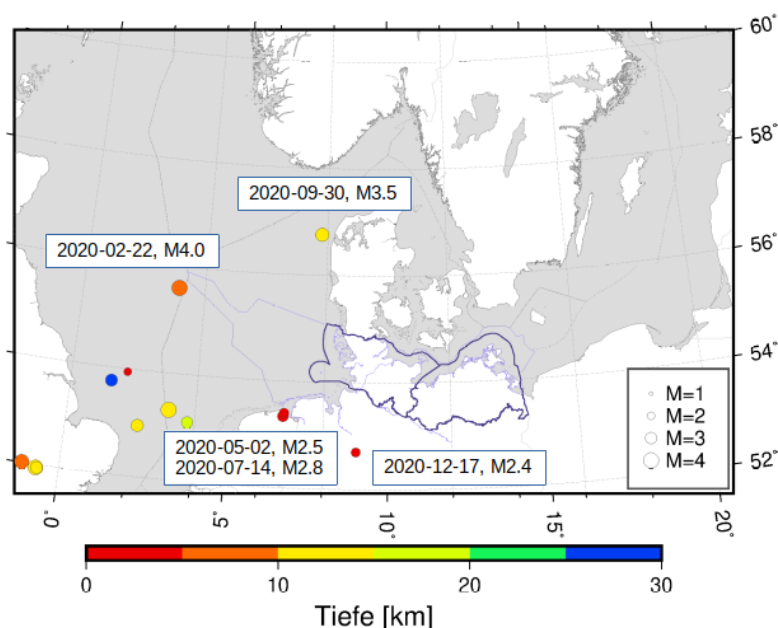 60°
58°
2020-09-30, M3.5
2020-02-22, M4.0
56°
54°
M=1
M=2
M=3
M=4
2020-05-02, M2.5
2020-07-14, M2.8
2020-12-17, M2.4
52°
0° 5° 10° 15° 20°
0 10 20 30
Tiefe [km]